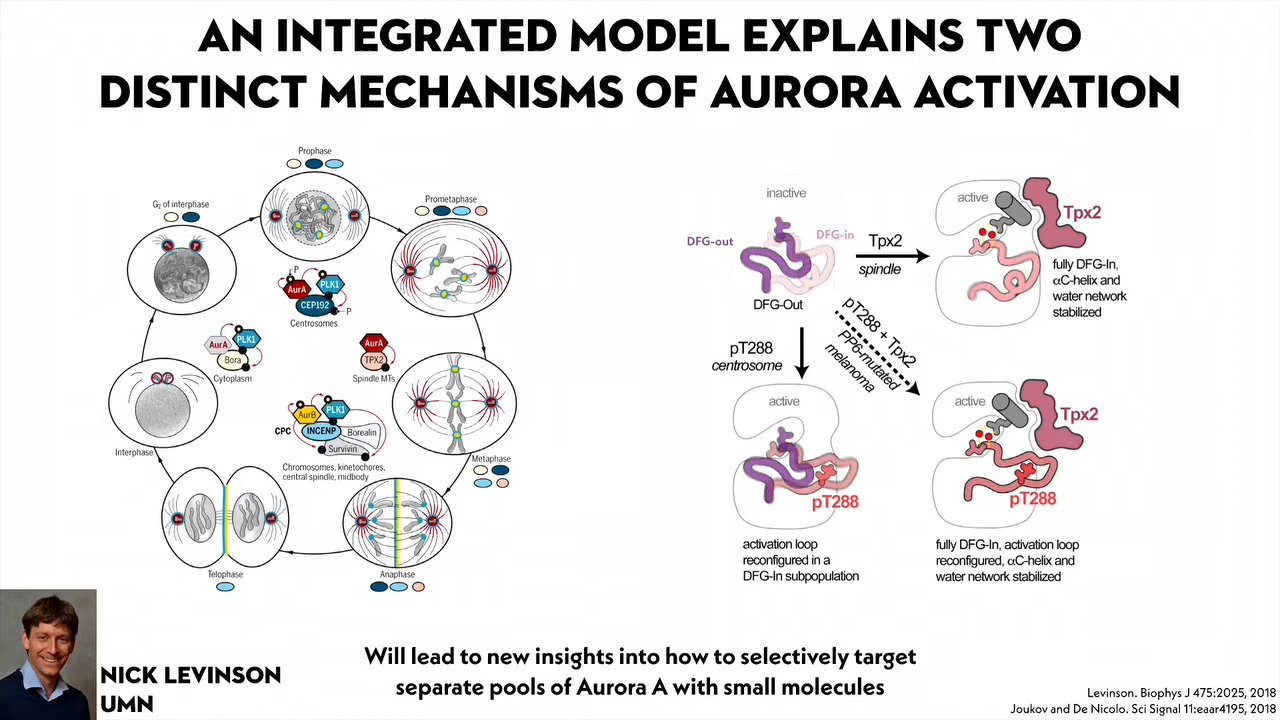 AN INTEGRATED MODEL EXPLAINS TWO
DISTINCT MECHANISMS OF AURORA ACTIVATION
Prophase
G₂ of interphase
Prometaphase
P
AurA
PLK1
CEP192
P
Centrosomes
AurA
PLK1
Bora
Cytoplasm
AurA
TPX2
Spindle MTs
AurB
PLK1
CPC
INCENP
Borealin
Survivin
Chromosomes, kinetochores,
central spindle, midbody
Interphase
Metaphase
Telophase
Anaphase
inactive
DFG-out
DFG-in
DFG-Out
Tpx2
spindle
active
Tpx2
fully DFG-In,
αC-helix and
water network
stabilized
pT288
centrosome
pT288 + Tpx2
PP6-mutated
melanoma
active
pT288
activation loop
reconfigured in a
DFG-In subpopulation
active
Tpx2
pT288
fully DFG-In, activation loop
reconfigured, αC-helix and
water network stabilized
NICK LEVINSON
UMN
Will lead to new insights into how to selectively target
separate pools of Aurora A with small molecules
Levinson. Biophys J 475:2025, 2018
Joukov and De Nicolo. Sci Signal 11:eaar4195, 2018